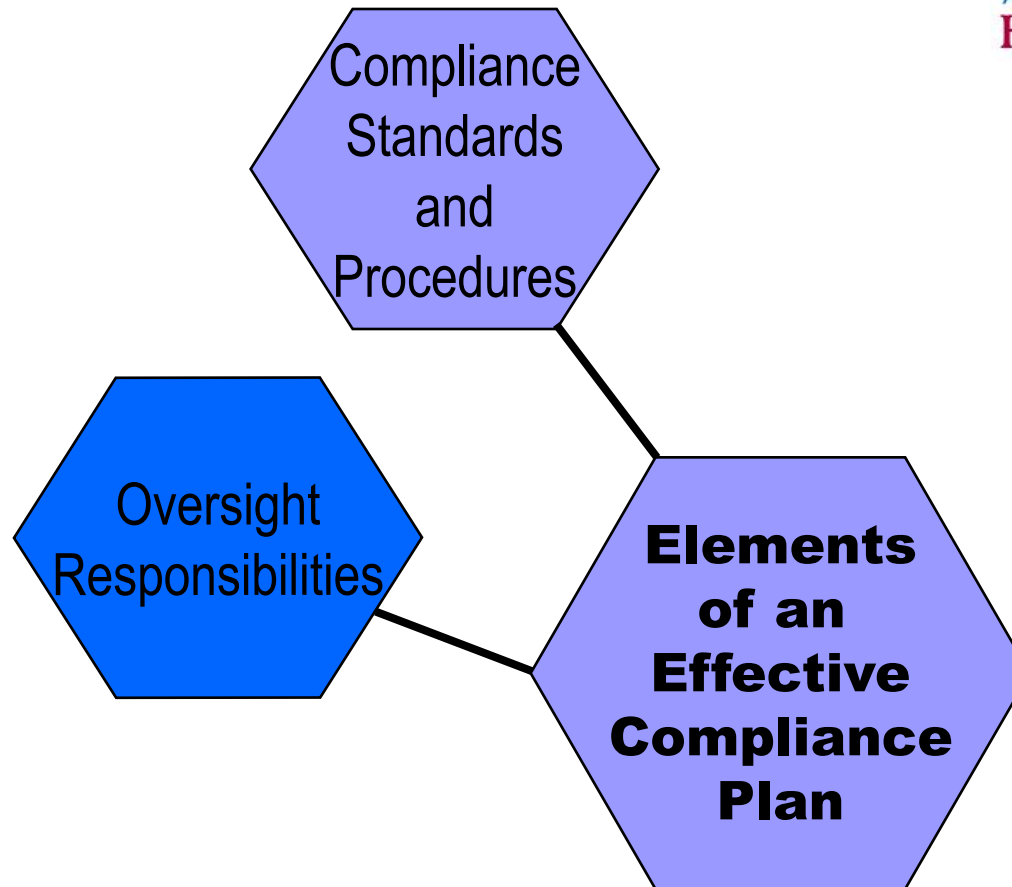 Compliance
Standards
and
Procedures
Oversight
Responsibilities
Elements
of an
Effective
Compliance
Plan